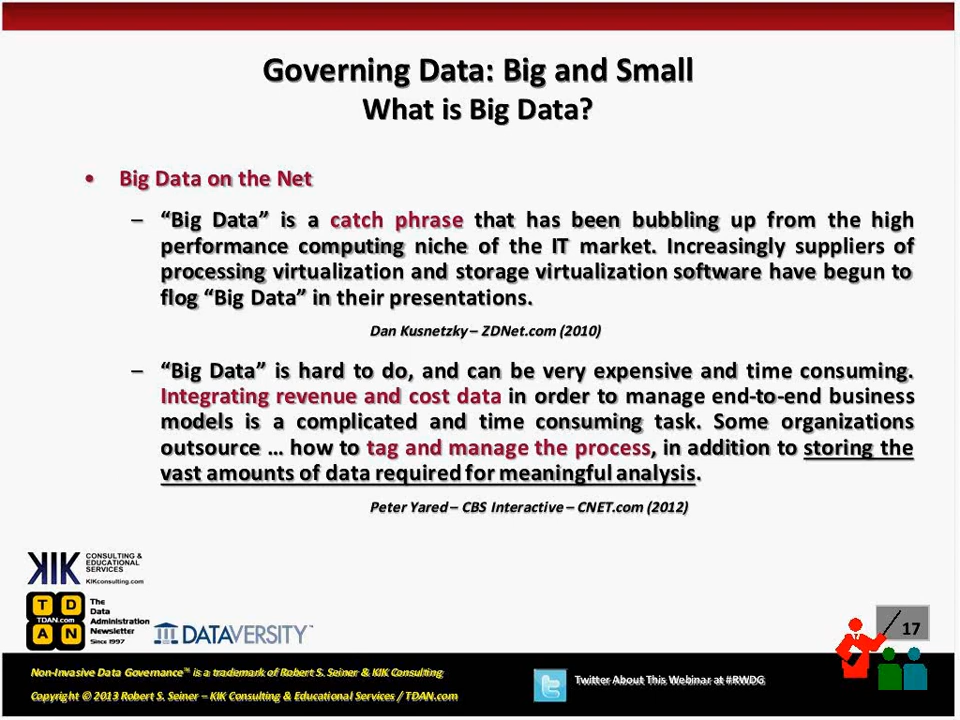 Governing Data: Big and Small
What is Big Data?
• Big Data on the Net
– “Big Data” is a catch phrase that has been bubbling up from the high
performance computing niche of the IT market. Increasingly suppliers of
processing virtualization and storage virtualization software have begun to
flog “Big Data” in their presentations.
Dan Kusnetzky – ZDNet.com (2010)
– “Big Data” is hard to do, and can be very expensive and time consuming.
Integrating revenue and cost data in order to manage end-to-end business
models is a complicated and time consuming task. Some organizations
outsource … how to tag and manage the process, in addition to storing the
vast amounts of data required for meaningful analysis.
Peter Yared – CBS Interactive – CNET.com (2012)
KIK CONSULTING &
EDUCATIONAL
SERVICES
KIKconsulting.com
T D
TDAN.com
A N
The
Data
Administration
Newsletter
Since 1997
DATAVERSITY™
17
Non-Invasive Data Governance™ is a trademark of Robert S. Seiner & KIK Consulting
Copyright © 2013 Robert S. Seiner – KIK Consulting & Educational Services / TDAN.com
Twitter About This Webinar at #RWDG